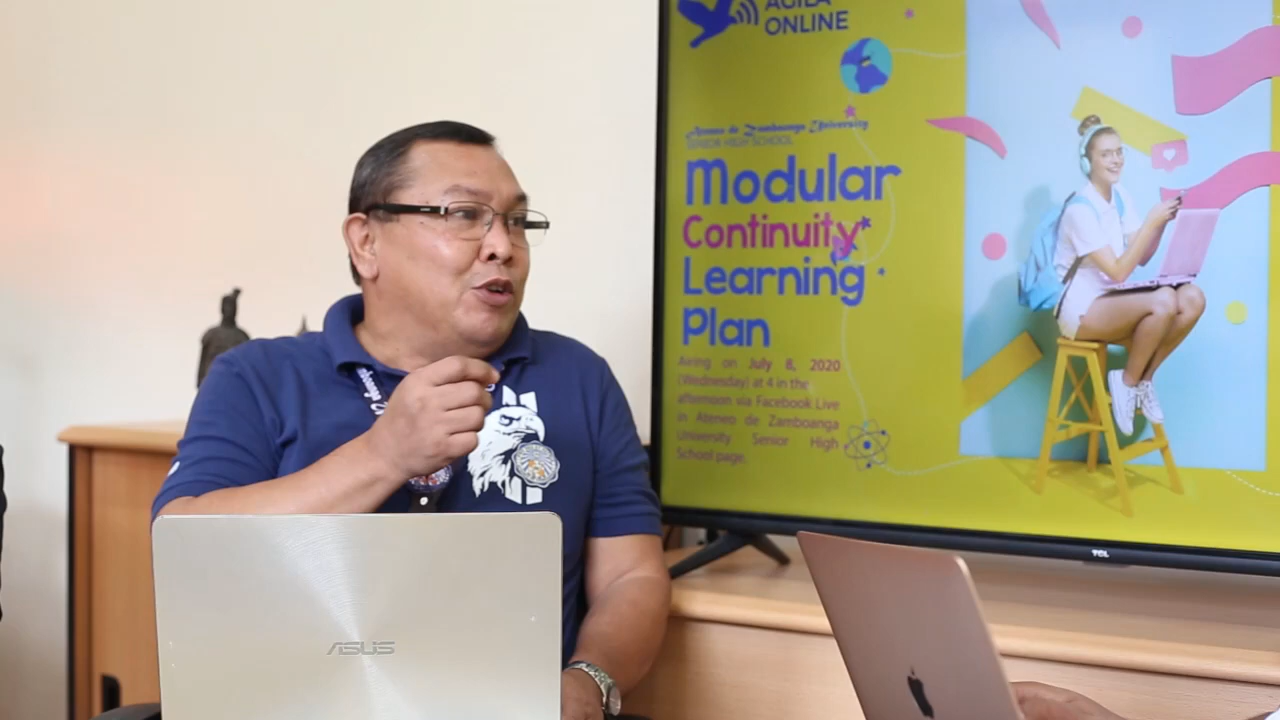 AGILA
ONLINE
Ateneo de Zamboanga University
SENIOR HIGH SCHOOL
Modular
Continuity
Learning
Plan
Airing on July 8, 2020
(Wednesday) at 4 in the
afternoon via Facebook Live
in Ateneo de Zamboanga
University Senior High
School page.
TCL
ASUS